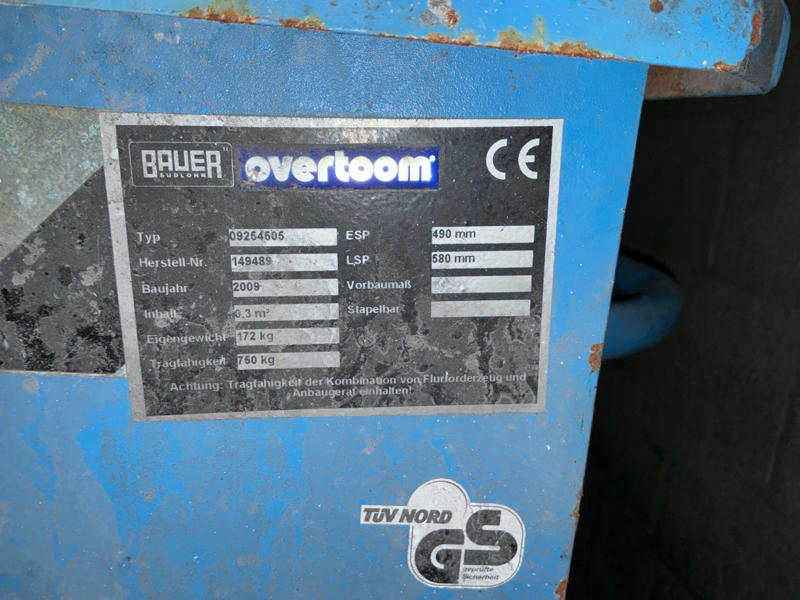 BAUER SÜDLOHN overtoom CE
Typ 09254505 ESP 490 mm
Herstell-Nr. 149489 LSP 580 mm
Baujahr 2009 Vorbaumaß
Inhalt 0,3 m³ Stapelbar
Eigengewicht 172 kg
Tragfähigkeit 750 kg
Achtung: Tragfähigkeit der Kombination von Flurförderzeug und
Anbaugerät einhalten!
TÜV NORD GS
geprüfte
Sicherheit